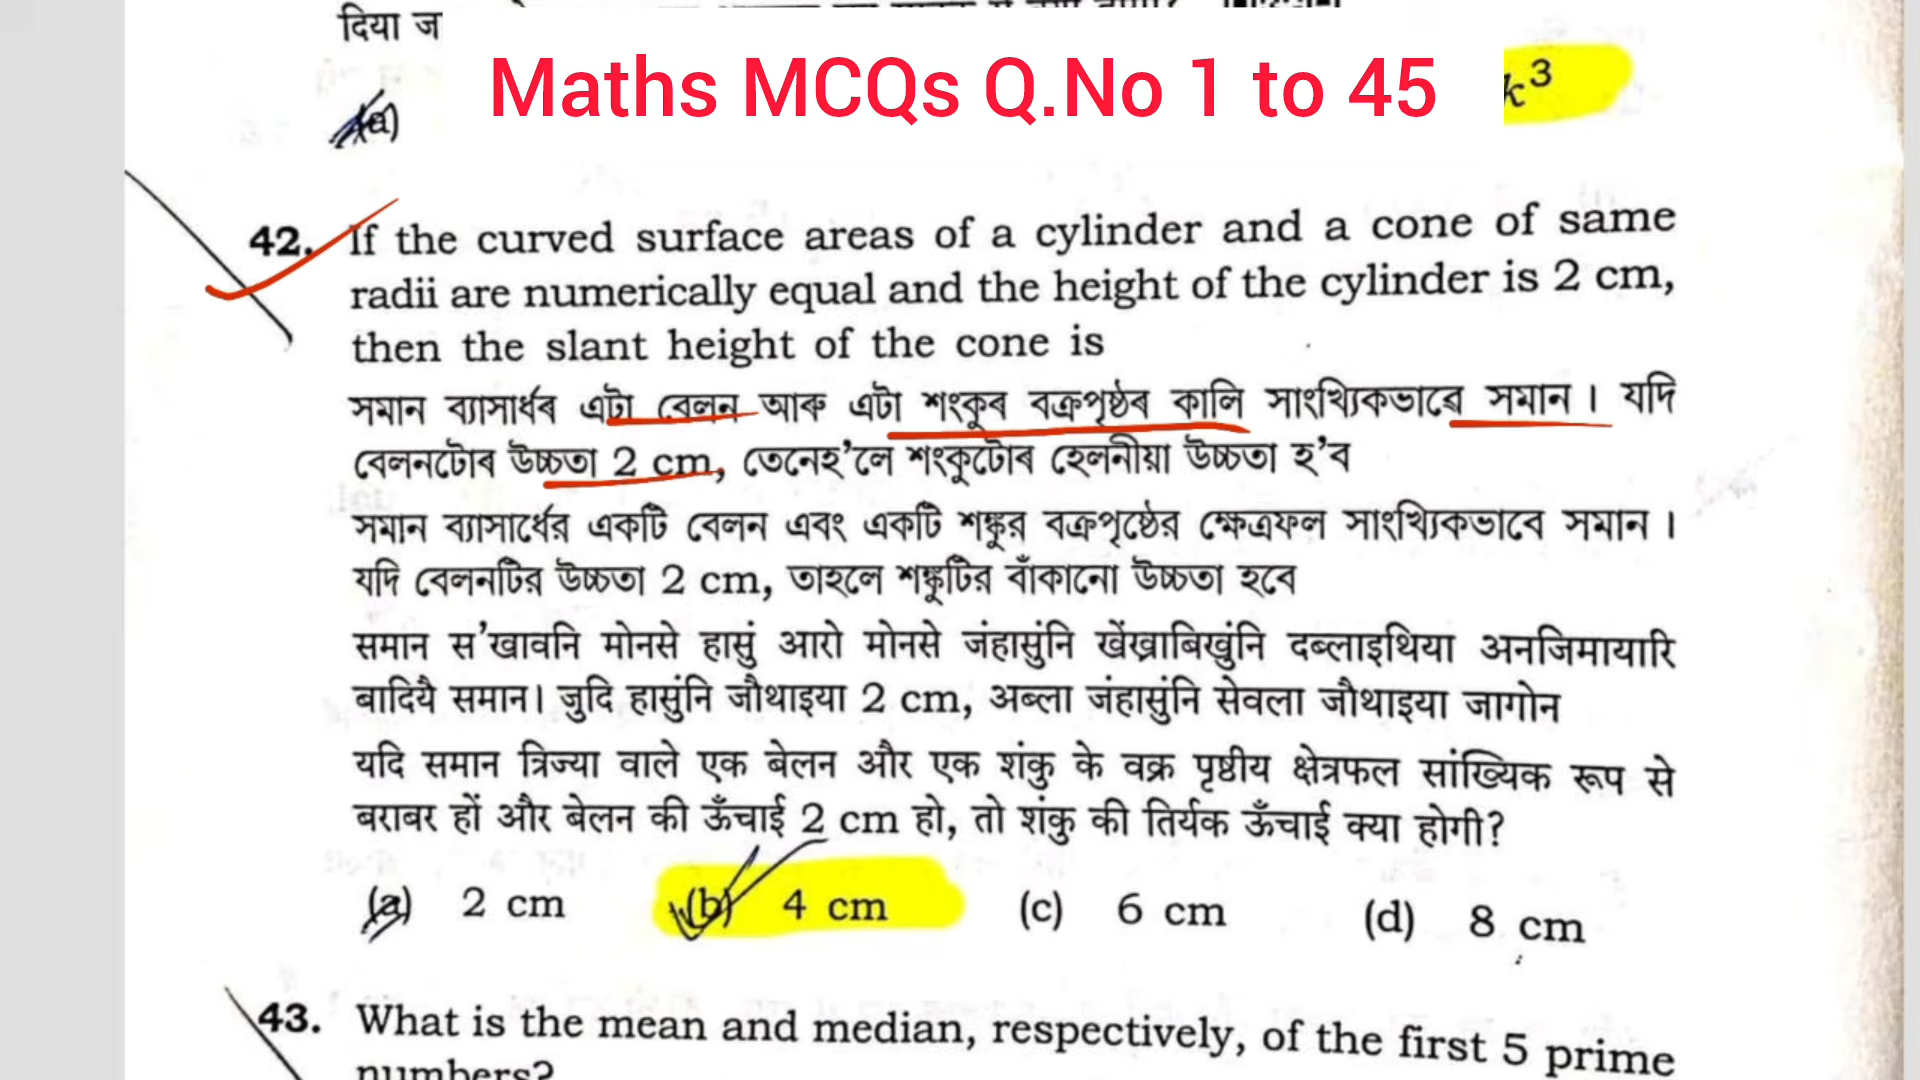 दिया ज
Maths MCQs Q.No 1 to 45
k³
(a)
42. If the curved surface areas of a cylinder and a cone of same
radii are numerically equal and the height of the cylinder is 2 cm,
then the slant height of the cone is
সমান ব্যাসাৰ্ধৰ এটা বেলন আৰু এটা শংকুৰ বক্ৰপৃষ্ঠৰ কালি সাংখ্যিকভাৱে সমান । যদি
বেলনটোৰ উচ্চতা 2 cm, তেনেহ’লে শংকুটোৰ হেলনীয়া উচ্চতা হ’ব
সমান ব্যাসার্ধের একটি বেলন এবং একটি শঙ্কুর বক্রপৃষ্ঠের ক্ষেত্রফল সাংখ্যিকভাবে সমান ।
যদি বেলনটির উচ্চতা 2 cm, তাহলে শঙ্কুটির বাঁকানো উচ্চতা হবে
समान स’खावनि मोनसे हासुं आरो मोनसे जंहासुंनि खेंख्राबिखुंनि दब्लाइथिया अनजिमायारि
बादियै समान। जुदि हासुंनि जौथाइया 2 cm, अब्ला जंहासुंनि सेवला जौथाइया जागोन
यदि समान त्रिज्या वाले एक बेलन और एक शंकु के वक्र पृष्ठीय क्षेत्रफल सांख्यिक रूप से
बराबर हों और बेलन की ऊँचाई 2 cm हो, तो शंकु की तिर्यक ऊँचाई क्या होगी?
(a) 2 cm (b) 4 cm (c) 6 cm (d) 8 cm
43. What is the mean and median, respectively, of the first 5 prime
numbers?